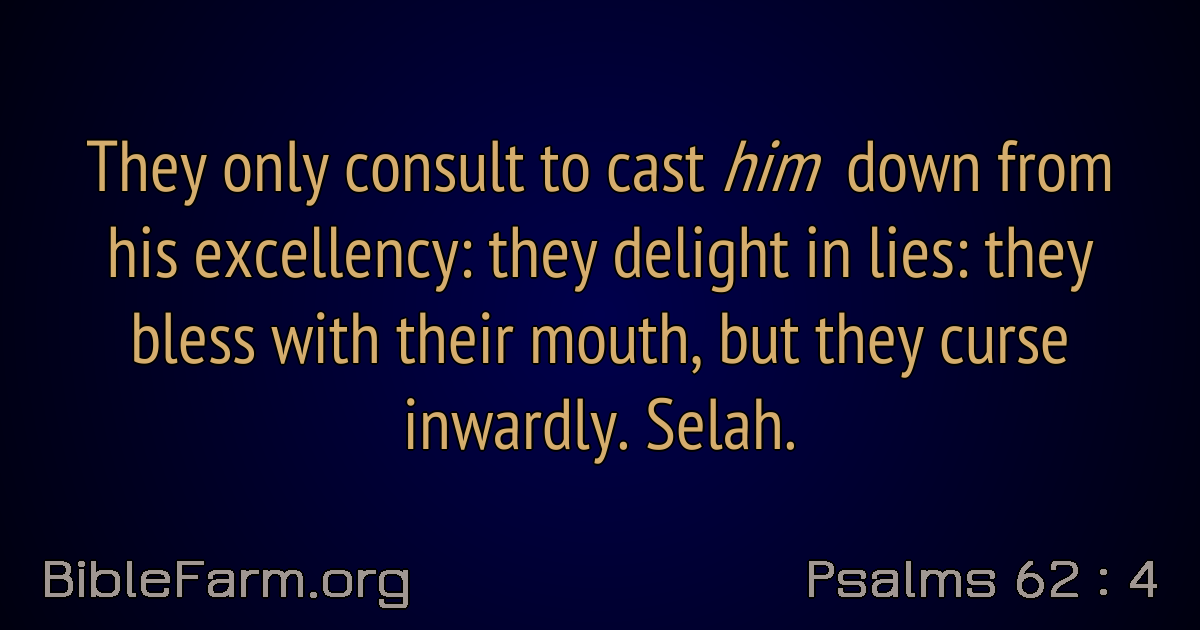 They only consult to cast him down from
his excellency: they delight in lies: they
bless with their mouth, but they curse
inwardly. Selah.
BibleFarm.org
Psalms 62 : 4